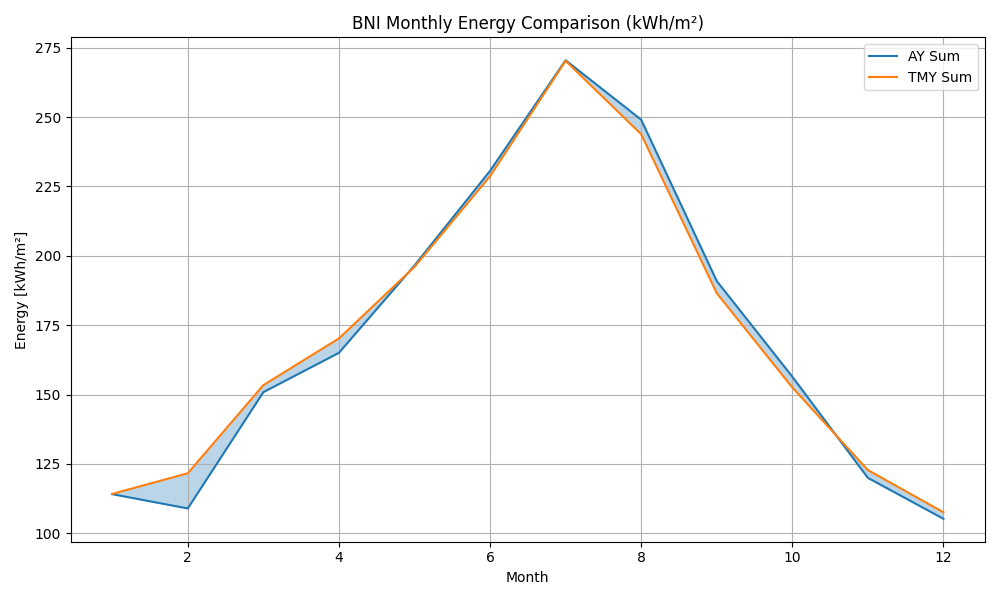 BNI Monthly Energy Comparison (kWh/m²)
AY Sum
TMY Sum
Energy [kWh/m²]
275
250
225
200
175
150
125
100
2 4 6 8 10 12
Month